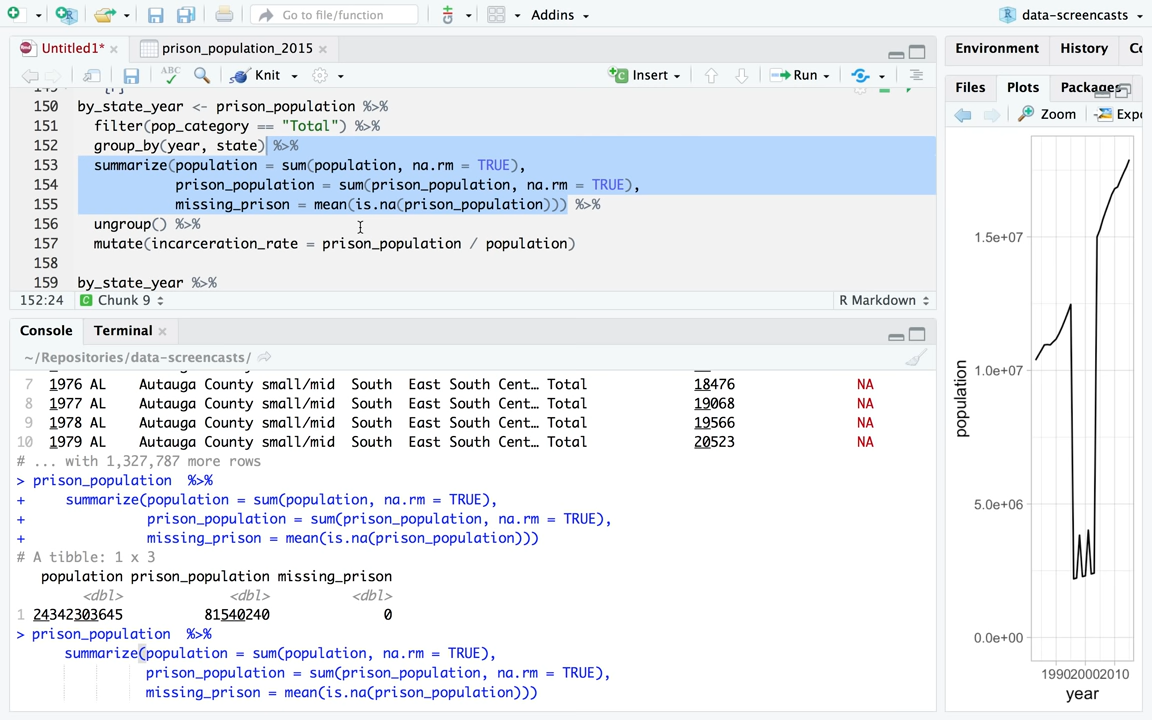 Go to file/function
Addins
data-screencasts
Untitled1*
prison_population_2015
Environment
History
Co
ABC
Knit
Insert
Run
Files
Plots
Packages
Zoom
Expo
150 by_state_year <- prison_population %>%
151 filter(pop_category == "Total") %>%
152 group_by(year, state) %>%
153 summarize(population = sum(population, na.rm = TRUE),
154 prison_population = sum(prison_population, na.rm = TRUE),
155 missing_prison = mean(is.na(prison_population))) %>%
156 ungroup() %>%
157 mutate(incarceration_rate = prison_population / population)
158
159 by_state_year %>%
152:24 Chunk 9 R Markdown
Console
Terminal
~/Repositories/data-screencasts/
7 1976 AL Autauga County small/mid South East South Cent… Total 18476 NA
8 1977 AL Autauga County small/mid South East South Cent… Total 19068 NA
9 1978 AL Autauga County small/mid South East South Cent… Total 19566 NA
10 1979 AL Autauga County small/mid South East South Cent… Total 20523 NA
# ... with 1,327,787 more rows
> prison_population %>%
+ summarize(population = sum(population, na.rm = TRUE),
+ prison_population = sum(prison_population, na.rm = TRUE),
+ missing_prison = mean(is.na(prison_population)))
# A tibble: 1 x 3
population prison_population missing_prison
<dbl> <dbl> <dbl>
1 24342303645 81540240 0
> prison_population %>%
summarize(population = sum(population, na.rm = TRUE),
prison_population = sum(prison_population, na.rm = TRUE),
missing_prison = mean(is.na(prison_population)))
1.5e+07
1.0e+07
5.0e+06
0.0e+00
population
1990 2000 2010
year